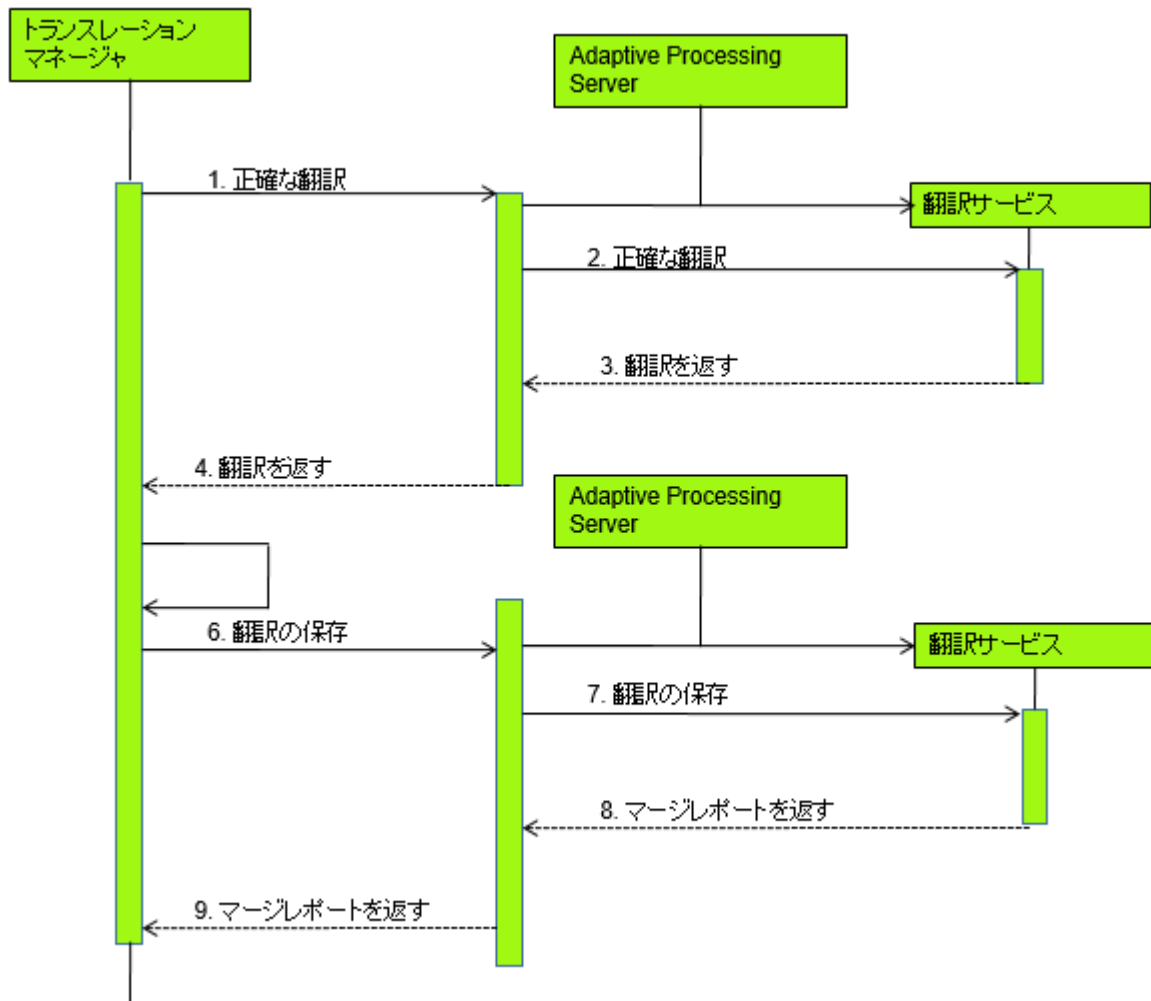 トランスレーション
マネージャ
Adaptive Processing
Server
1. 正確な翻訳
翻訳サービス
2. 正確な翻訳
3. 翻訳を返す
4. 翻訳を返す
Adaptive Processing
Server
6. 翻訳の保存
翻訳サービス
7. 翻訳の保存
8. マージレポートを返す
9. マージレポートを返す